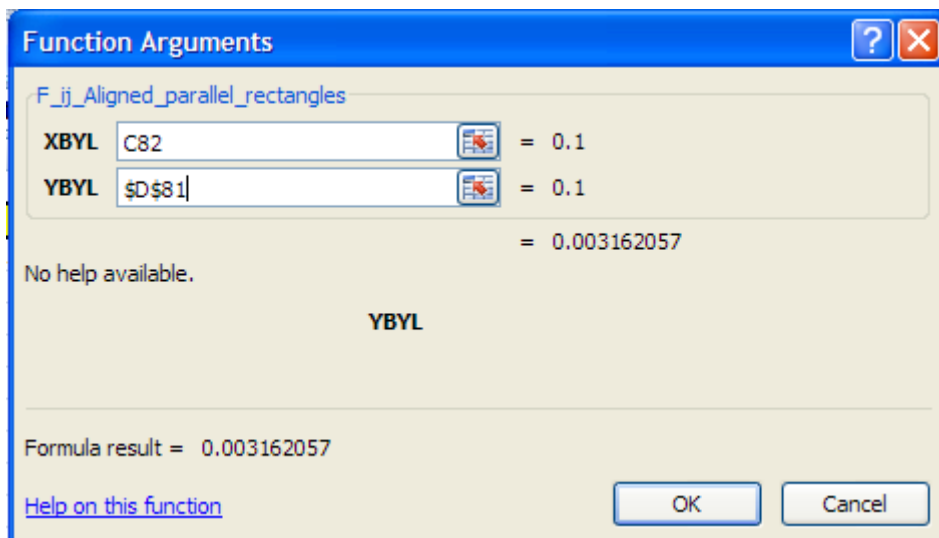 Function Arguments
F_ij_Aligned_parallel_rectangles
XBYL C82 = 0.1
YBYL $D$81 = 0.1
= 0.003162057
No help available.
YBYL
Formula result = 0.003162057
Help on this function OK Cancel